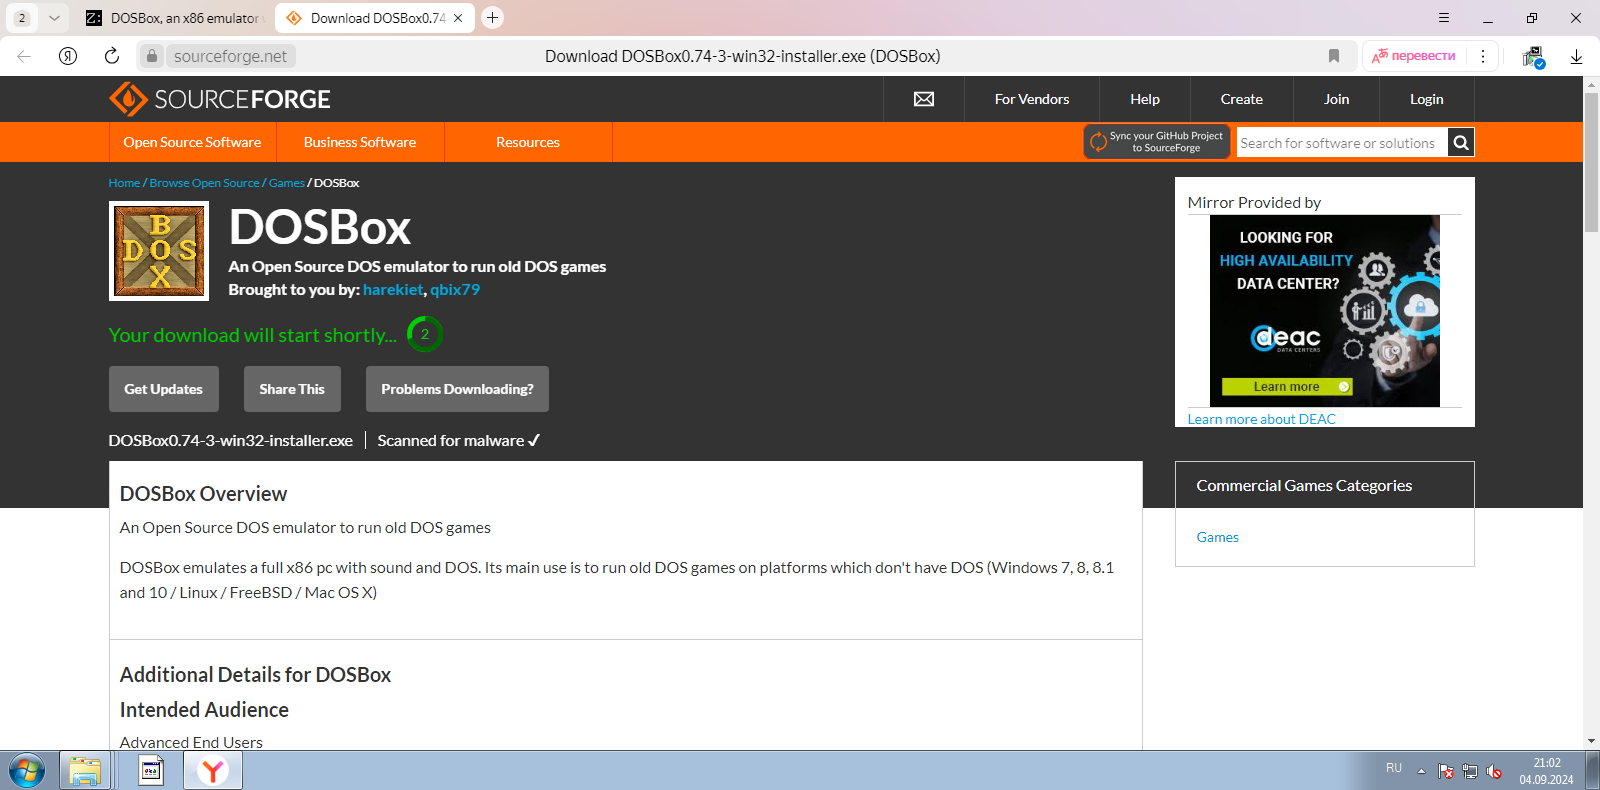 2
DOSBox, an x86 emulator
Download DOSBox0.74
sourceforge.net
Download DOSBox0.74-3-win32-installer.exe (DOSBox)
перевести
SOURCEFORGE
For Vendors
Help
Create
Join
Login
Open Source Software
Business Software
Resources
Sync your GitHub Project
to SourceForge
Search for software or solutions
Home / Browse Open Source / Games / DOSBox
BOX
DOS
DOSBox
An Open Source DOS emulator to run old DOS games
Brought to you by: harekiet, qbix79
Your download will start shortly... 2
Get Updates
Share This
Problems Downloading?
DOSBox0.74-3-win32-installer.exe
Scanned for malware
Mirror Provided by
LOOKING FOR
HIGH AVAILABILITY
DATA CENTER?
deac
DATA CENTERS
Learn more
Learn more about DEAC
DOSBox Overview
An Open Source DOS emulator to run old DOS games
DOSBox emulates a full x86 pc with sound and DOS. Its main use is to run old DOS games on platforms which don't have DOS (Windows 7, 8, 8.1
and 10 / Linux / FreeBSD / Mac OS X)
Commercial Games Categories
Games
Additional Details for DOSBox
Intended Audience
Advanced End Users
RU
21:02
04.09.2024